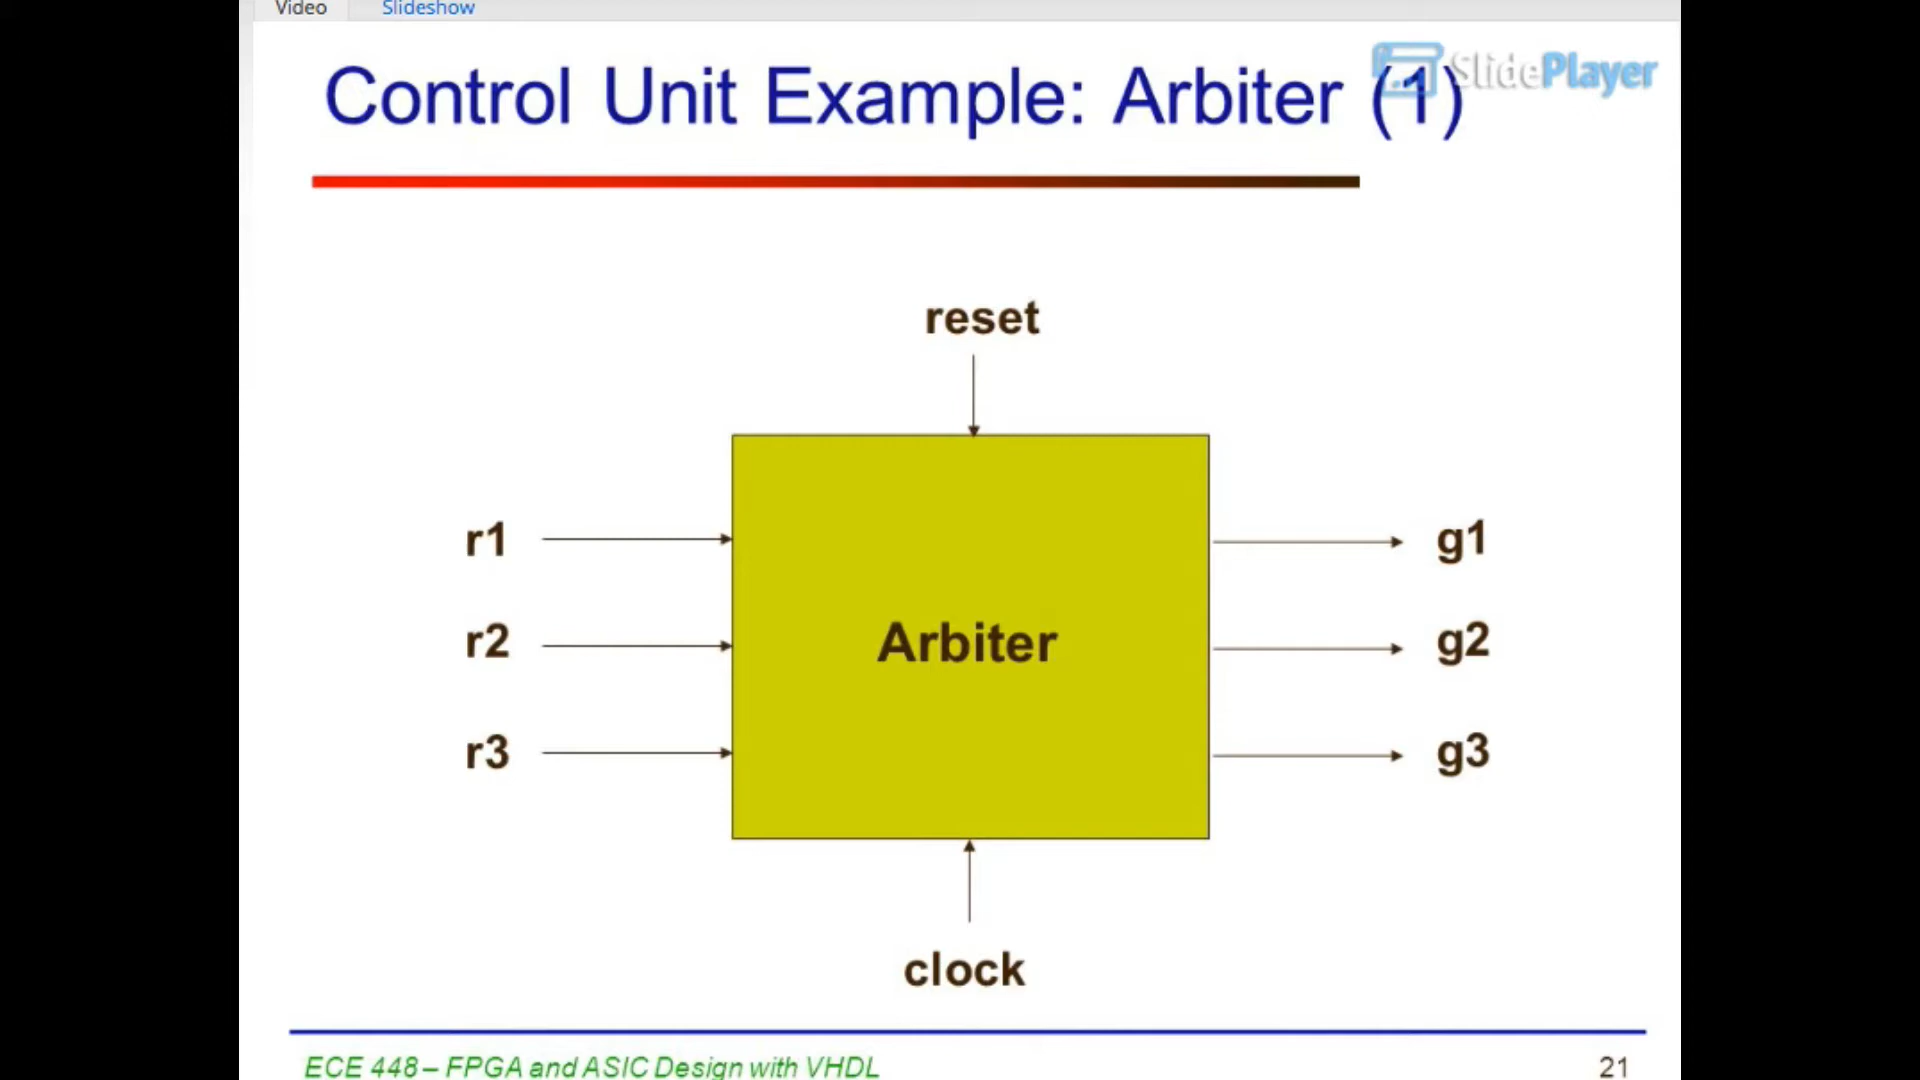 Video Slideshow
Control Unit Example: Arbiter (1)
SlidePlayer
reset
r1 g1
r2 Arbiter g2
r3 g3
clock
ECE 448 – FPGA and ASIC Design with VHDL 21